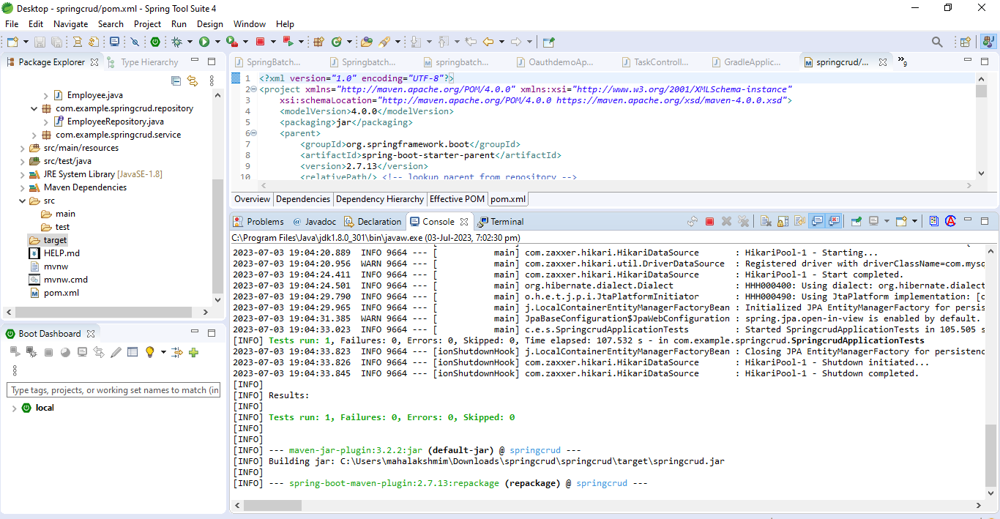 Desktop - springcrud/pom.xml - Spring Tool Suite 4
File Edit Navigate Search Project Run Design Window Help
Package Explorer Type Hierarchy
Employee.java
com.example.springcrud.repository
EmployeeRepository.java
com.example.springcrud.service
src/main/resources
src/test/java
JRE System Library [JavaSE-1.8]
Maven Dependencies
src
main
test
target
HELP.md
mvnw
mvnw.cmd
pom.xml
Boot Dashboard
Type tags, projects, or working set names to match (in
local
SpringBatch... Springbatch... springbatch... OauthdemoAp... TaskControll... GradleApplic... springcrud/... 9
1 <?xml version="1.0" encoding="UTF-8"?>
2 <project xmlns="http://maven.apache.org/POM/4.0.0" xmlns:xsi="http://www.w3.org/2001/XMLSchema-instance"
3 xsi:schemaLocation="http://maven.apache.org/POM/4.0.0 https://maven.apache.org/xsd/maven-4.0.0.xsd">
4 <modelVersion>4.0.0</modelVersion>
5 <packaging>jar</packaging>
6 <parent>
7 <groupId>org.springframework.boot</groupId>
8 <artifactId>spring-boot-starter-parent</artifactId>
9 <version>2.7.13</version>
10 <relativePath/> <!-- lookup parent from repository -->
Overview Dependencies Dependency Hierarchy Effective POM pom.xml
Problems Javadoc Declaration Console Terminal
C:\Program Files\Java\jdk1.8.0_301\bin\javaw.exe (03-Jul-2023, 7:02:30 pm)
2023-07-03 19:04:20.889 INFO 9664 --- [ main] com.zaxxer.hikari.HikariDataSource : HikariPool-1 - Starting...
2023-07-03 19:04:20.956 WARN 9664 --- [ main] com.zaxxer.hikari.util.DriverDataSource : Registered driver with driverClassName=com.mysq
2023-07-03 19:04:24.411 INFO 9664 --- [ main] com.zaxxer.hikari.HikariDataSource : HikariPool-1 - Start completed.
2023-07-03 19:04:24.501 INFO 9664 --- [ main] org.hibernate.dialect.Dialect : HHH000400: Using dialect: org.hibernate.dialect
2023-07-03 19:04:29.790 INFO 9664 --- [ main] o.h.e.t.j.p.i.JtaPlatformInitiator : HHH000490: Using JtaPlatform implementation: [o
2023-07-03 19:04:29.965 INFO 9664 --- [ main] j.LocalContainerEntityManagerFactoryBean : Initialized JPA EntityManagerFactory for persis
2023-07-03 19:04:31.385 WARN 9664 --- [ main] JpaBaseConfiguration$JpaWebConfiguration : spring.jpa.open-in-view is enabled by default.
2023-07-03 19:04:33.023 INFO 9664 --- [ main] c.e.s.SpringcrudApplicationTests : Started SpringcrudApplicationTests in 105.505 s
[INFO] Tests run: 1, Failures: 0, Errors: 0, Skipped: 0, Time elapsed: 107.532 s - in com.example.springcrud.SpringcrudApplicationTests
2023-07-03 19:04:33.823 INFO 9664 --- [ionShutdownHook] j.LocalContainerEntityManagerFactoryBean : Closing JPA EntityManagerFactory for persistenc
2023-07-03 19:04:33.826 INFO 9664 --- [ionShutdownHook] com.zaxxer.hikari.HikariDataSource : HikariPool-1 - Shutdown initiated...
2023-07-03 19:04:33.845 INFO 9664 --- [ionShutdownHook] com.zaxxer.hikari.HikariDataSource : HikariPool-1 - Shutdown completed.
[INFO]
[INFO] Results:
[INFO]
[INFO] Tests run: 1, Failures: 0, Errors: 0, Skipped: 0
[INFO]
[INFO]
[INFO] --- maven-jar-plugin:3.2.2:jar (default-jar) @ springcrud ---
[INFO] Building jar: C:\Users\mahalakshmim\Downloads\springcrud\springcrud\target\springcrud.jar
[INFO]
[INFO] --- spring-boot-maven-plugin:2.7.13:repackage (repackage) @ springcrud ---